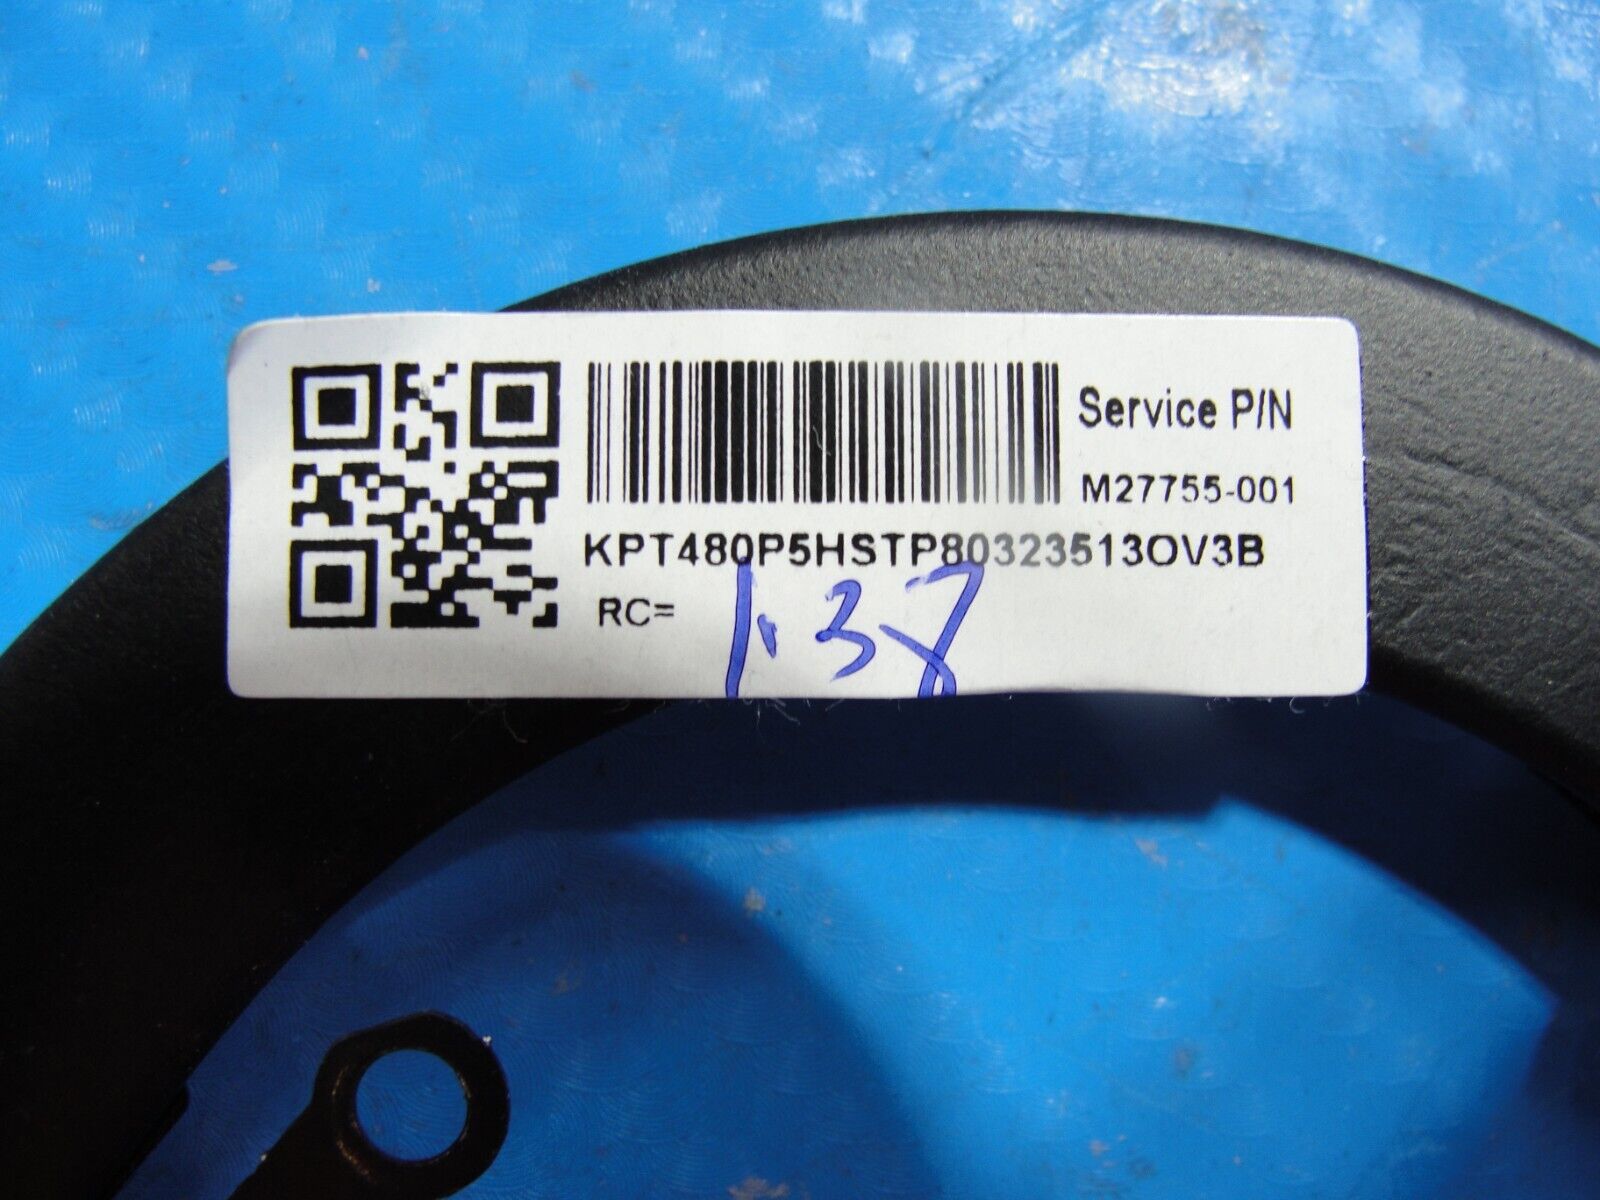 Service P/N
M27755-001
KPT480P5HSTP80323513OV3B
RC= 1.38